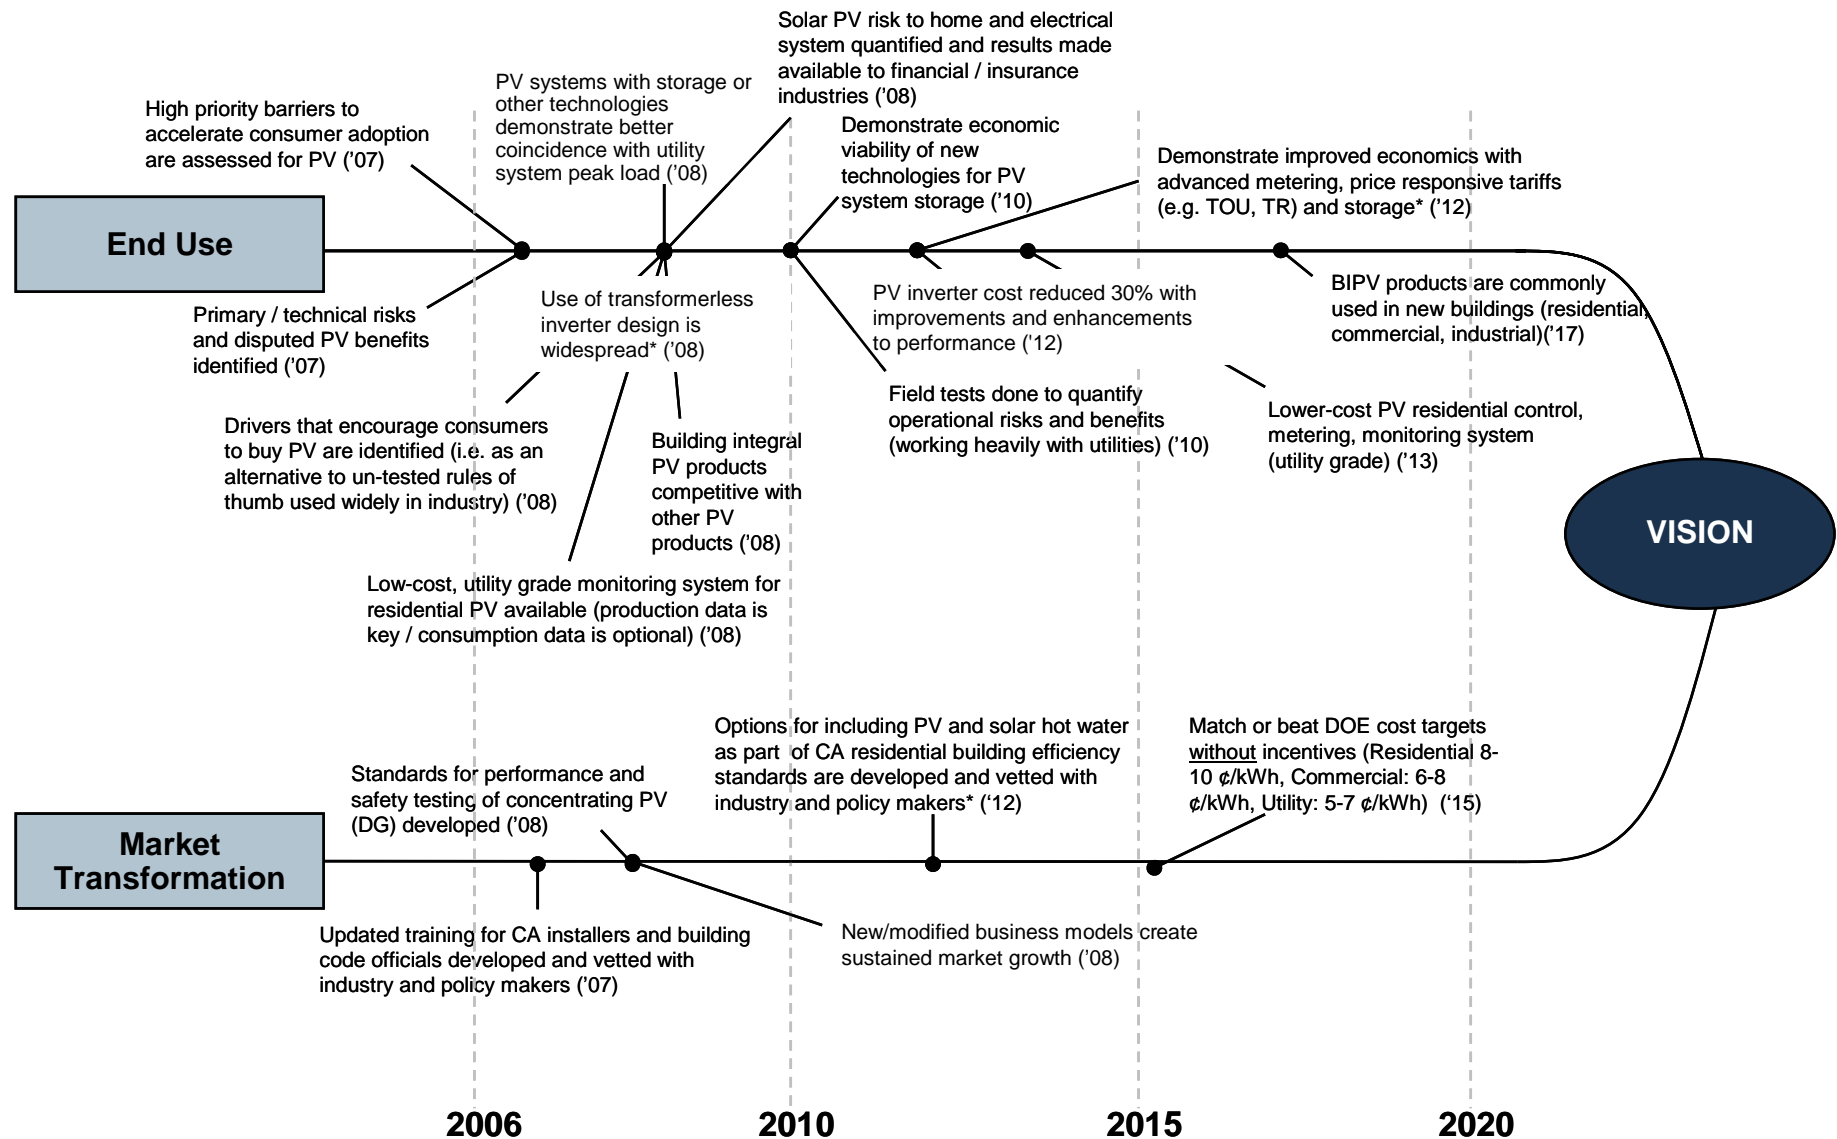 Solar PV risk to home and electrical
system quantified and results made
available to financial / insurance
industries (’08)
PV systems with storage or
other technologies
demonstrate better
coincidence with utility
system peak load (’08)
High priority barriers to
accelerate consumer adoption
are assessed for PV (’07)
Demonstrate economic
viability of new
technologies for PV
system storage (’10)
Demonstrate improved economics with
advanced metering, price responsive tariffs
(e.g. TOU, TR) and storage* (’12)
End Use
Primary / technical risks
and disputed PV benefits
identified (’07)
Use of transformerless
inverter design is
widespread* (’08)
PV inverter cost reduced 30% with
improvements and enhancements
to performance (’12)
BIPV products are commonly
used in new buildings (residential,
commercial, industrial)(’17)
Field tests done to quantify
operational risks and benefits
(working heavily with utilities) (’10)
Lower-cost PV residential control,
metering, monitoring system
(utility grade) (’13)
Drivers that encourage consumers
to buy PV are identified (i.e. as an
alternative to un-tested rules of
thumb used widely in industry) (’08)
Building integral
PV products
competitive with
other PV
products (’08)
VISION
Low-cost, utility grade monitoring system for
residential PV available (production data is
key / consumption data is optional) (’08)
Options for including PV and solar hot water
as part of CA residential building efficiency
standards are developed and vetted with
industry and policy makers* (‘12)
Match or beat DOE cost targets
without incentives (Residential 8-
10 ¢/kWh, Commercial: 6-8
¢/kWh, Utility: 5-7 ¢/kWh) (‘15)
Standards for performance and
safety testing of concentrating PV
(DG) developed (’08)
Market
Transformation
Updated training for CA installers and building
code officials developed and vetted with
industry and policy makers (’07)
New/modified business models create
sustained market growth (’08)
2006
2010
2015
2020